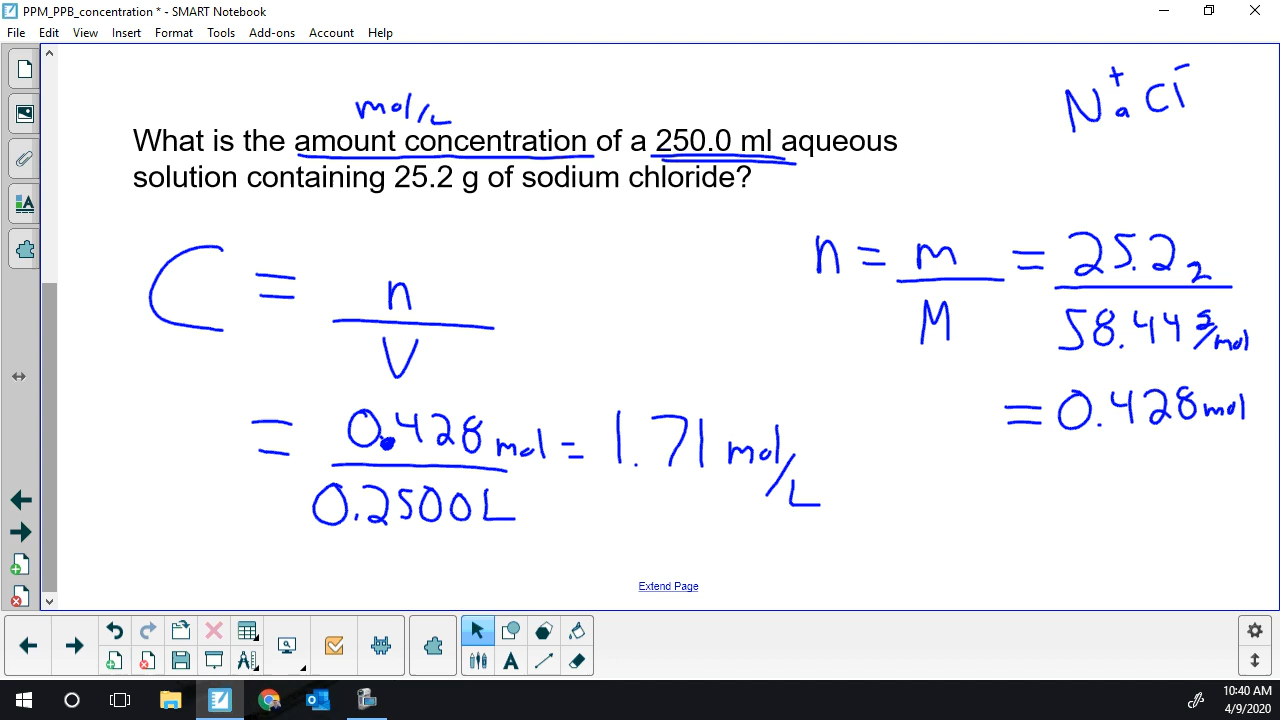 PPM_PPB_concentration * - SMART Notebook
File Edit View Insert Format Tools Add-ons Account Help
Na+Cl-
mol/L
What is the amount concentration of a 250.0 ml aqueous
solution containing 25.2 g of sodium chloride?
C = n/V
n = m/M = 25.2 g / 58.44 g/mol
= 0.428 mol
= 0.428 mol / 0.2500 L = 1.71 mol/L
Extend Page
10:40 AM
4/9/2020